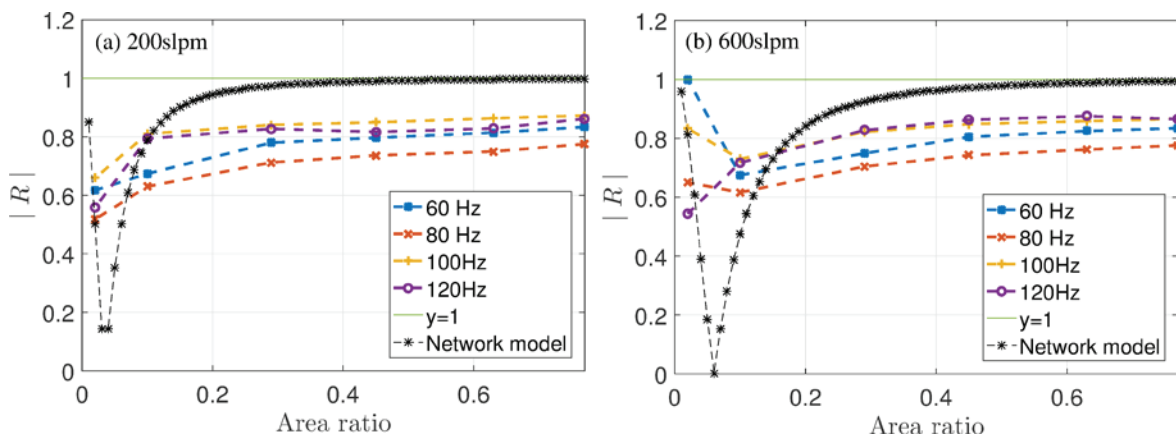 1.2
1
0.8
0.6
0.4
0.2
0
| R |
(a) 200slpm
60 Hz
80 Hz
100Hz
120Hz
y=1
Network model
0
0.2
0.4
0.6
Area ratio
1.2
1
0.8
0.6
0.4
0.2
0
| R |
(b) 600slpm
60 Hz
80 Hz
100Hz
120Hz
y=1
Network model
0
0.2
0.4
0.6
Area ratio